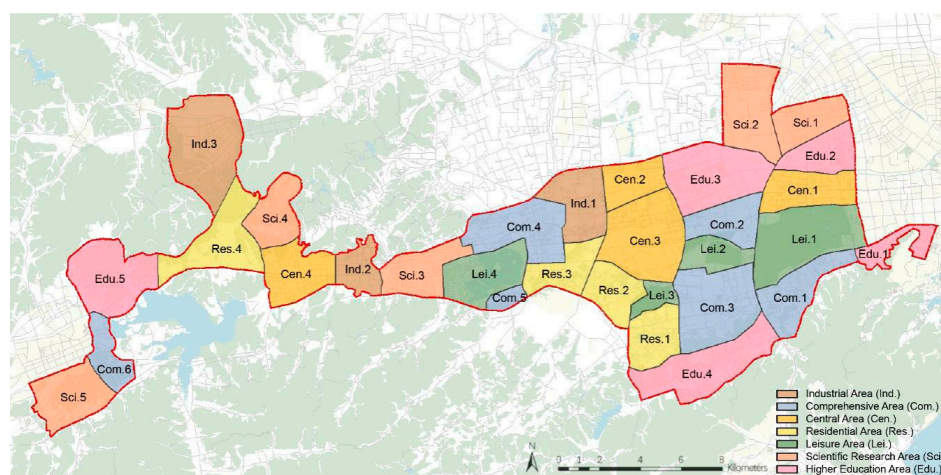 Sci.2
Sci.1
Ind.3
Edu.2
Cen.2
Edu.3
Cen.1
Ind.1
Sci.4
Com.4
Com.2
Res.4
Cen.3
Lei.1
Lei.2
Edu.1
Cen.4
Ind.2
Sci.3
Lei.4
Res.3
Edu.5
Res.2
Lei.3
Com.5
Com.1
Com.3
Res.1
Com.6
Edu.4
Sci.5
Industrial Area (Ind.)
Comprehensive Area (Com.)
Central Area (Cen.)
Residential Area (Res.)
Leisure Area (Lei.)
Scientific Research Area (Sci
Higher Education Area (Edu.)
N
0 1 2 4 6 8
Kilometers